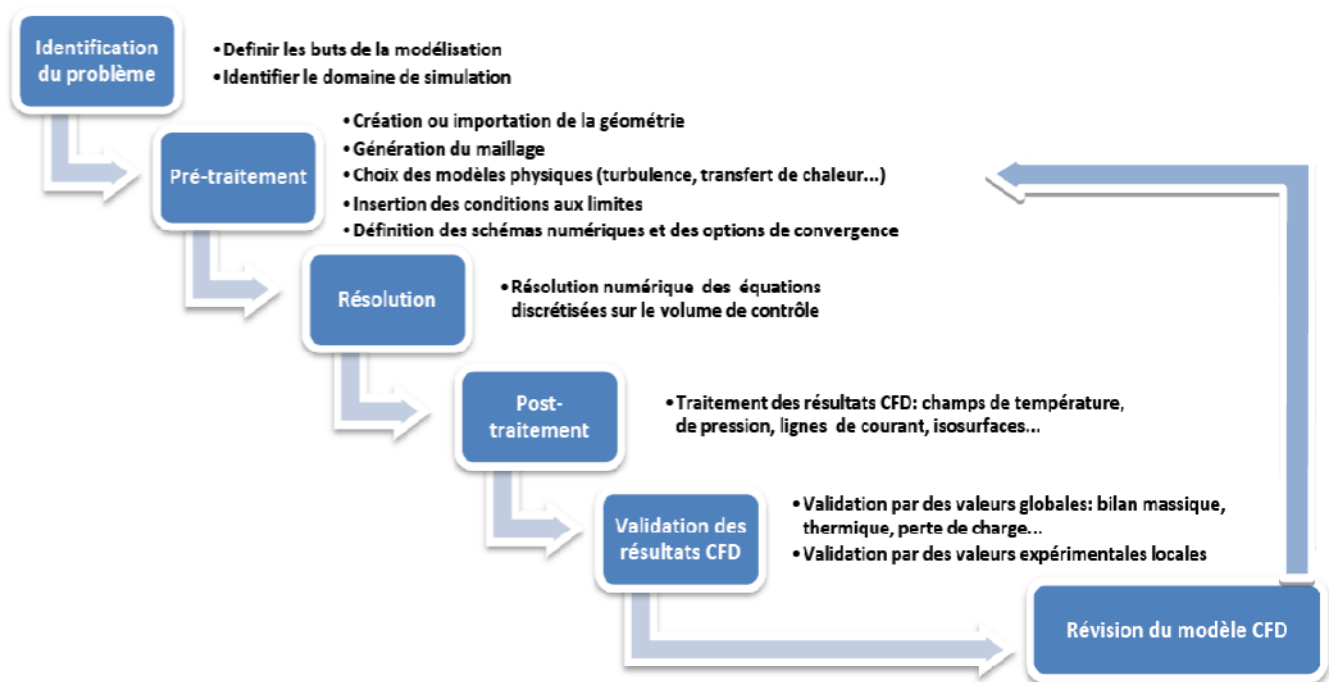 Identification
du problème
•Definir les buts de la modélisation
•Identifier le domaine de simulation
Pré-traitement
•Création ou importation de la géométrie
•Génération du maillage
•Choix des modèles physiques (turbulence, transfert de chaleur...)
•Insertion des conditions aux limites
•Définition des schémas numériques et des options de convergence
Résolution
•Résolution numérique des équations
discrétisées sur le volume de contrôle
Post-
traitement
•Traitement des résultats CFD: champs de température,
de pression, lignes de courant, isosurfaces...
Validation des
résultats CFD
•Validation par des valeurs globales: bilan massique,
thermique, perte de charge...
•Validation par des valeurs expérimentales locales
Révision du modèle CFD